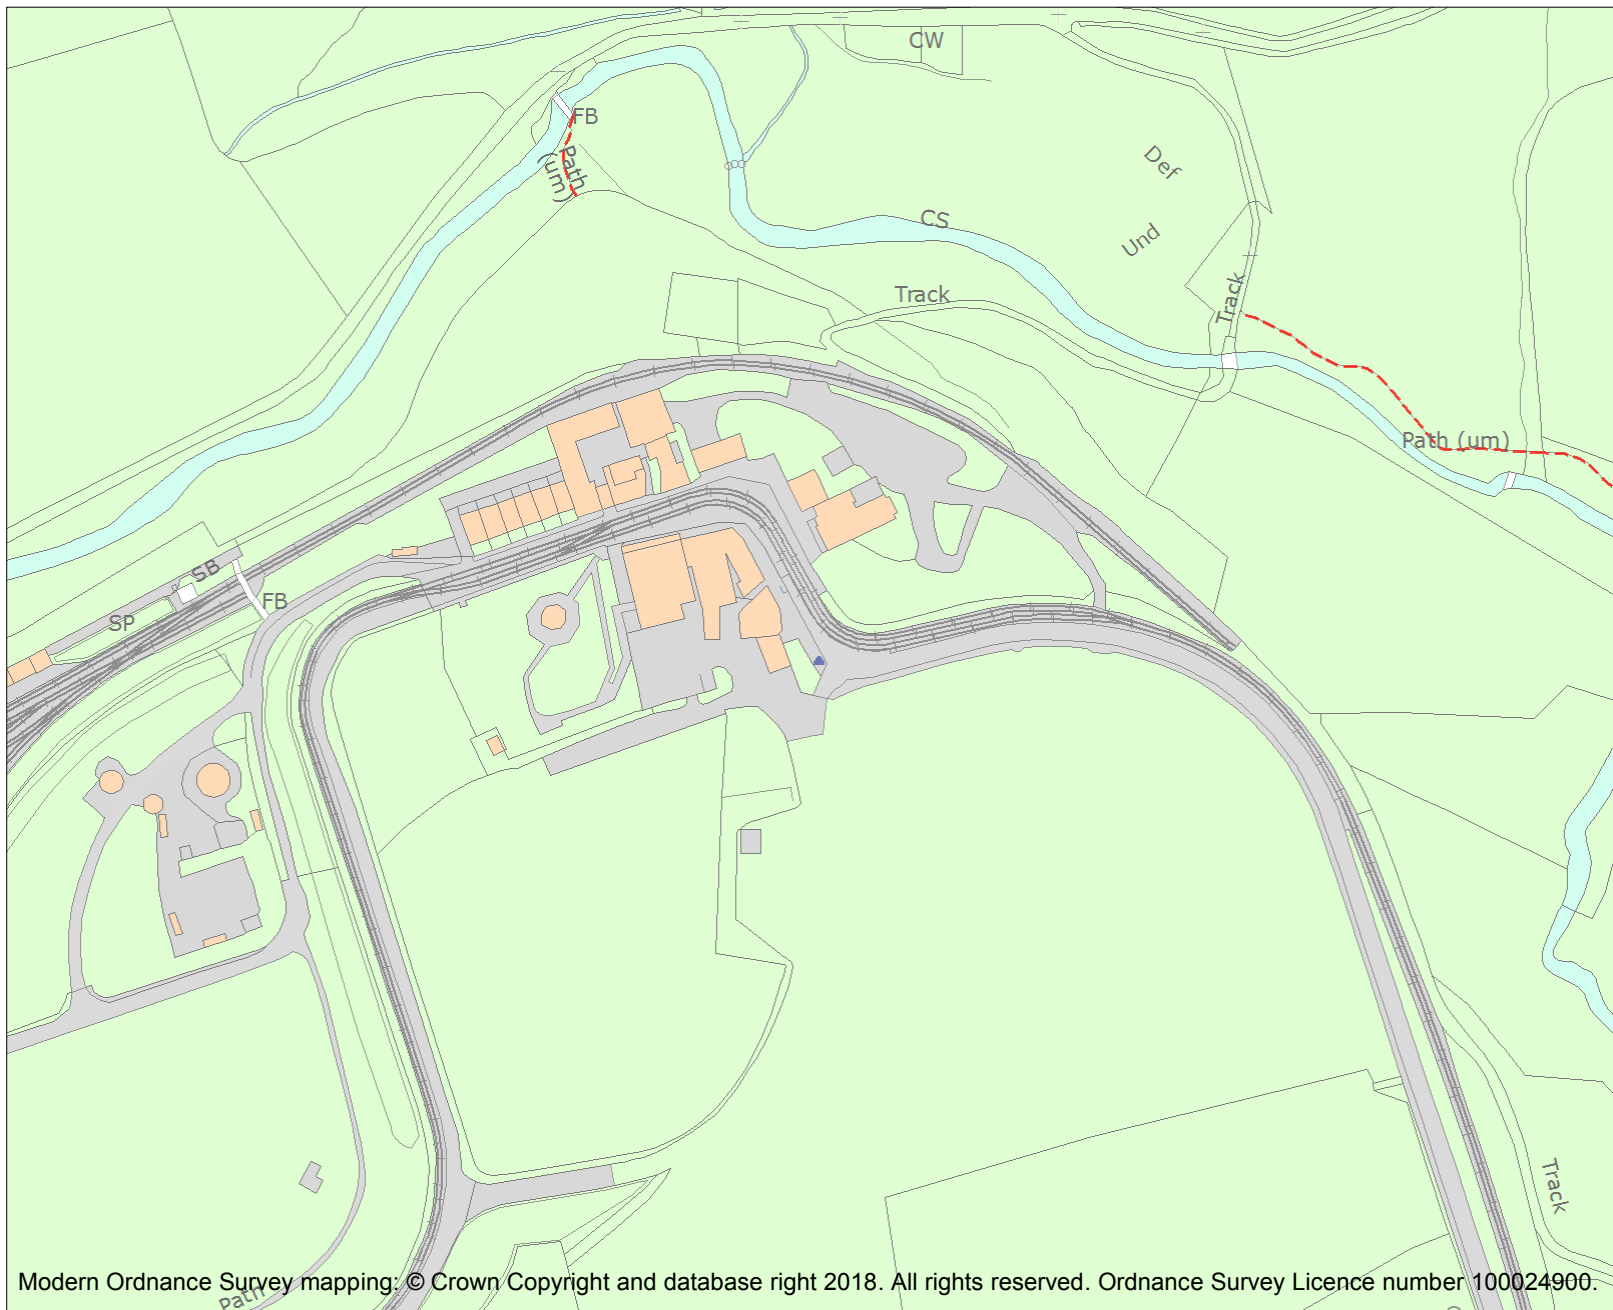 CW
FB
Path
(um)
Def
CS
Und
Track
Track
Path (um)
SB
FB
SP
Track
Path
Modern Ordnance Survey mapping: © Crown Copyright and database right 2018. All rights reserved. Ordnance Survey Licence number 100024900.